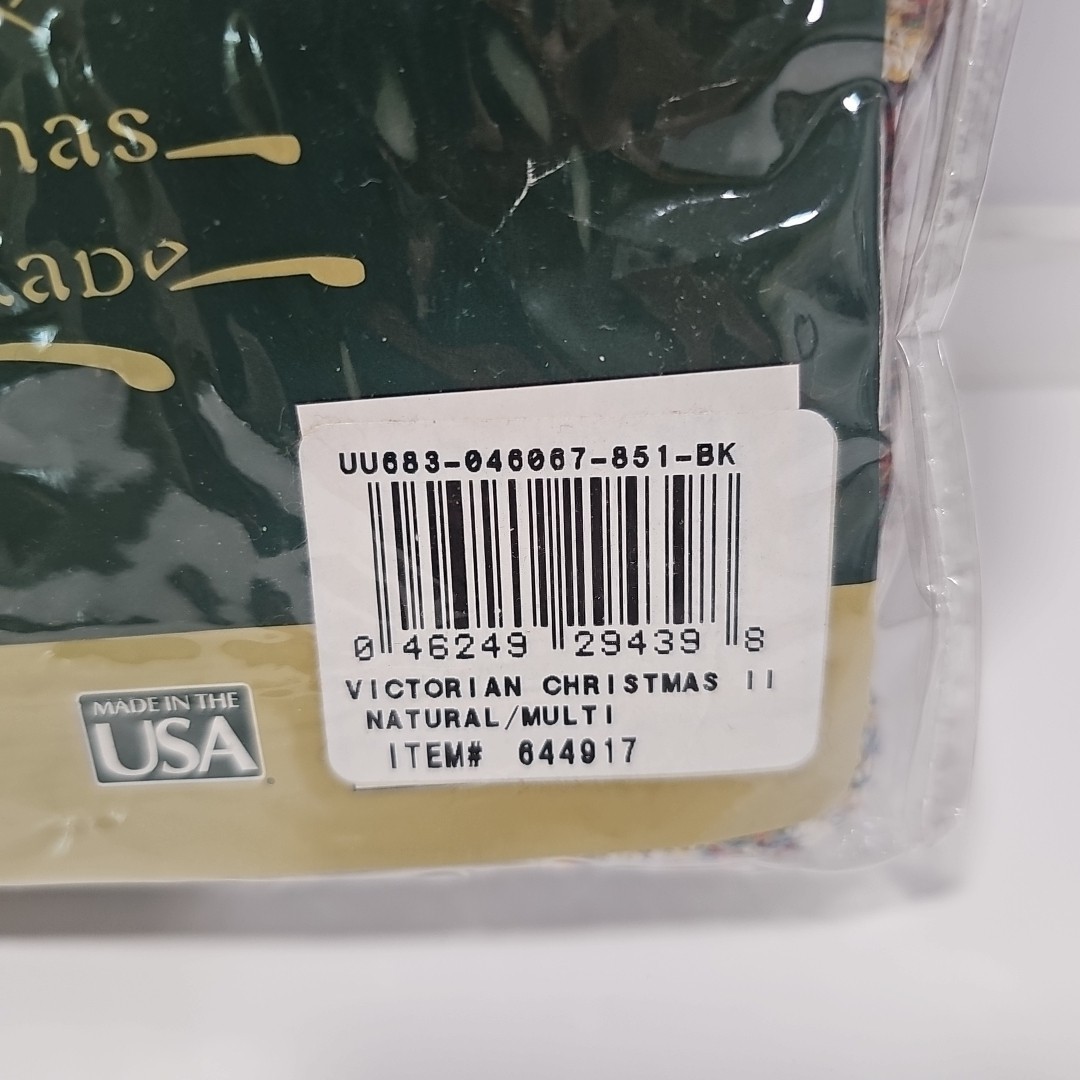 UU683-046067-851-BK
0 46249 29439 8
VICTORIAN CHRISTMAS II
NATURAL/MULTI
ITEM# 644917
MADE IN THE
USA